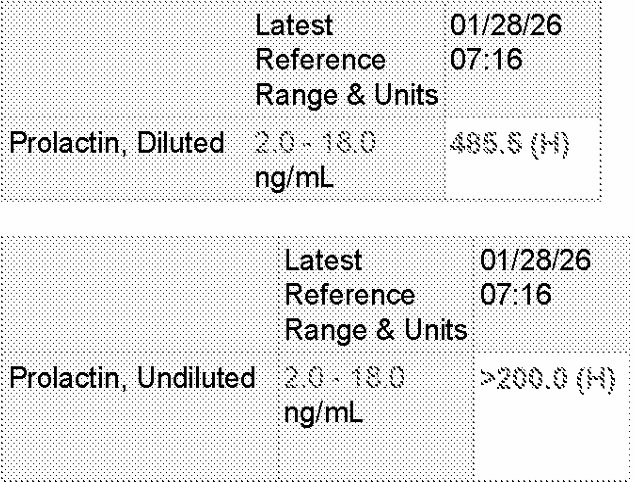 Latest 01/28/26
Reference 07:16
Range & Units
Prolactin, Diluted 2.0 - 18.0 485.5 (H)
ng/mL
Latest 01/28/26
Reference 07:16
Range & Units
Prolactin, Undiluted 2.0 - 18.0 >200.0 (H)
ng/mL